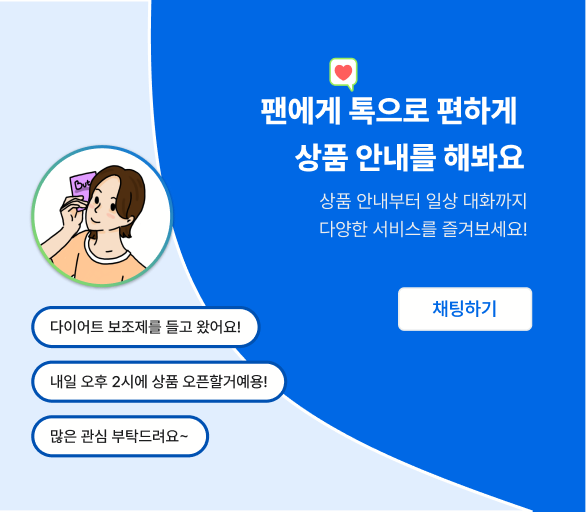 팬에게 톡으로 편하게
상품 안내를 해봐요
상품 안내부터 일상 대화까지
다양한 서비스를 즐겨보세요!
채팅하기
다이어트 보조제를 들고 왔어요!
내일 오후 2시에 상품 오픈할거예용!
많은 관심 부탁드려요~